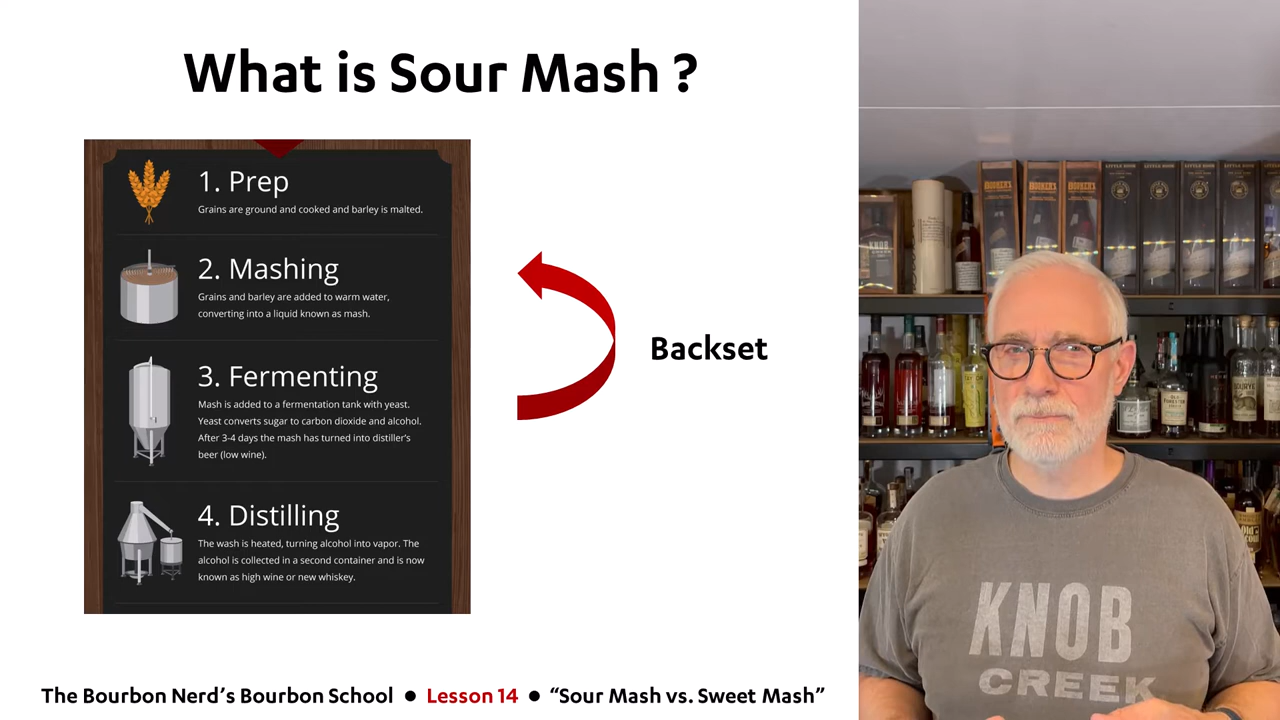 What is Sour Mash ?
1. Prep
Grains are ground and cooked and barley is malted.
2. Mashing
Grains and barley are added to warm water,
converting into a liquid known as mash.
3. Fermenting
Mash is added to a fermentation tank with yeast.
Yeast converts sugar to carbon dioxide and alcohol.
After 3-4 days the mash has turned into distiller's
beer (low wine).
4. Distilling
The wash is heated, turning alcohol into vapor. The
alcohol is collected in a second container and is now
known as high wine or new whiskey.
Backset
The Bourbon Nerd's Bourbon School ● Lesson 14 ● “Sour Mash vs. Sweet Mash”
KNOB
KNOB
CREEK